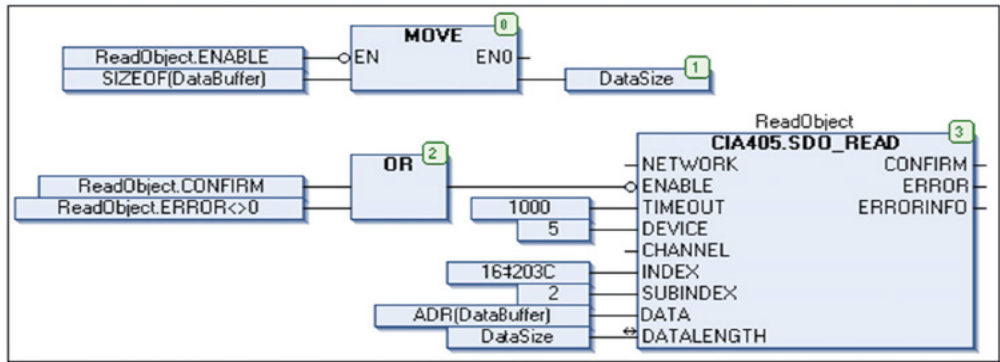 0
MOVE
ReadObject.ENABLE
EN
ENO
SIZEOF(DataBuffer)
DataSize
1
ReadObject
3
CIA405.SDO_READ
OR
2
NETWORK
CONFIRM
ReadObject.CONFIRM
ENABLE
ERROR
ReadObject.ERROR<>0
1000
TIMEOUT
ERRORINFO
5
DEVICE
CHANNEL
16#203C
INDEX
2
SUBINDEX
ADR(DataBuffer)
DATA
DataSize
DATALENGTH